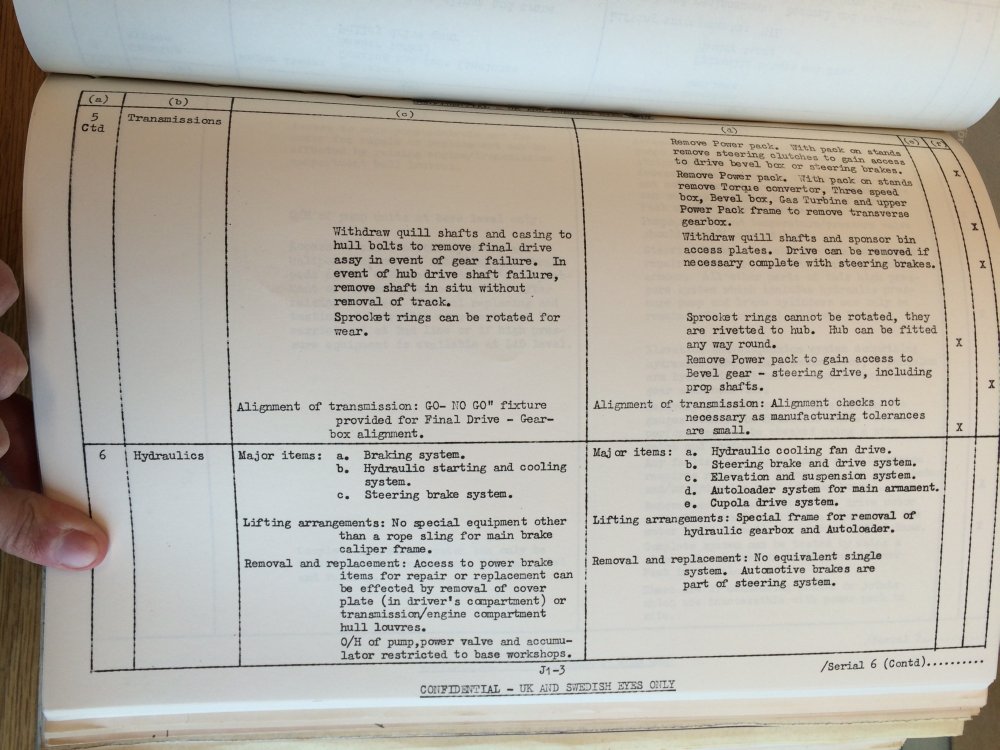 (a)
(b)
(c)
(d)
(e)
(f)
5
Ctd
Transmissions
Withdraw quill shafts and casing to
hull bolts to remove final drive
assy in event of gear failure. In
event of hub drive shaft failure,
remove shaft in situ without
removal of track.
Sprocket rings can be rotated for
wear.
Alignment of transmission: GO- NO GO" fixture
provided for Final Drive - Gear-
box alignment.
Remove Power pack. With pack on stands
remove steering clutches to gain access
to drive bevel box or steering brakes.
X
Remove Power pack. With pack on stands
remove Torque convertor, Three speed
box, Bevel box, Gas Turbine and upper
Power Pack frame to remove transverse
gearbox.
X
Withdraw quill shafts and sponsor bin
access plates. Drive can be removed if
necessary complete with steering brakes.
X
Sprocket rings cannot be rotated, they
are rivetted to hub. Hub can be fitted
any way round.
X
Remove Power pack to gain access to
Bevel gear - steering drive, including
prop shafts.
X
Alignment of transmission: Alignment checks not
necessary as manufacturing tolerances
are small.
X
6
Hydraulics
Major items: a. Braking system.
b. Hydraulic starting and cooling
system.
c. Steering brake system.
Lifting arrangements: No special equipment other
than a rope sling for main brake
caliper frame.
Removal and replacement: Access to power brake
items for repair or replacement can
be effected by removal of cover
plate (in driver's compartment) or
transmission/engine compartment
hull louvres.
O/H of pump,power valve and accumu-
lator restricted to base workshops.
Major items: a. Hydraulic cooling fan drive.
b. Steering brake and drive system.
c. Elevation and suspension system.
d. Autoloader system for main armament.
e. Cupola drive system.
Lifting arrangements: Special frame for removal of
hydraulic gearbox and Autoloader.
Removal and replacement: No equivalent single
system. Automotive brakes are
part of steering system.
J1-3
/Serial 6 (Contd)..........
CONFIDENTIAL - UK AND SWEDISH EYES ONLY